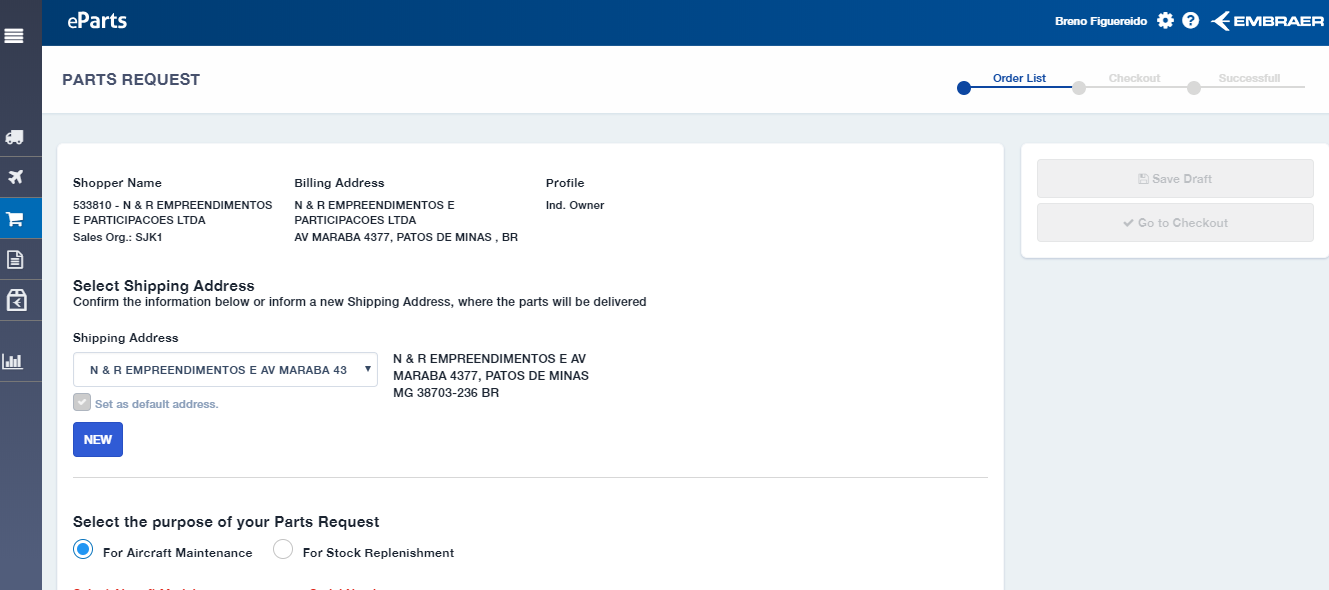 eParts
Breno Figuereido
EMBRAER
PARTS REQUEST
Order List
Checkout
Successfull
Save Draft
Go to Checkout
Shopper Name
533810 - N & R EMPREENDIMENTOS
E PARTICIPACOES LTDA
Sales Org.: SJK1
Billing Address
N & R EMPREENDIMENTOS E
PARTICIPACOES LTDA
AV MARABA 4377, PATOS DE MINAS , BR
Profile
Ind. Owner
Select Shipping Address
Confirm the information below or inform a new Shipping Address, where the parts will be delivered
Shipping Address
N & R EMPREENDIMENTOS E AV MARABA 43
N & R EMPREENDIMENTOS E AV
MARABA 4377, PATOS DE MINAS
MG 38703-236 BR
Set as default address.
NEW
Select the purpose of your Parts Request
For Aircraft Maintenance
For Stock Replenishment